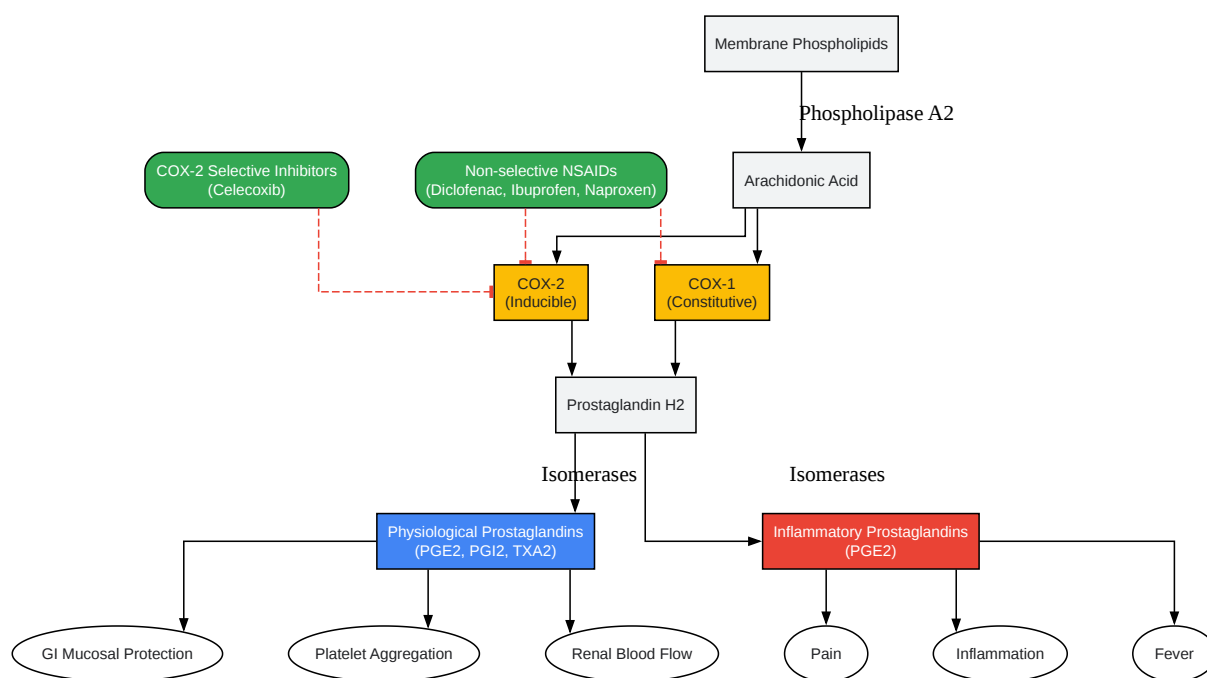 Membrane Phospholipids
Phospholipase A2
COX-2 Selective Inhibitors
(Celecoxib)
Non-selective NSAIDs
(Diclofenac, Ibuprofen, Naproxen)
Arachidonic Acid
COX-2
(Inducible)
COX-1
(Constitutive)
Prostaglandin H2
Isomerases
Isomerases
Physiological Prostaglandins
(PGE2, PGI2, TXA2)
Inflammatory Prostaglandins
(PGE2)
GI Mucosal Protection
Platelet Aggregation
Renal Blood Flow
Pain
Inflammation
Fever